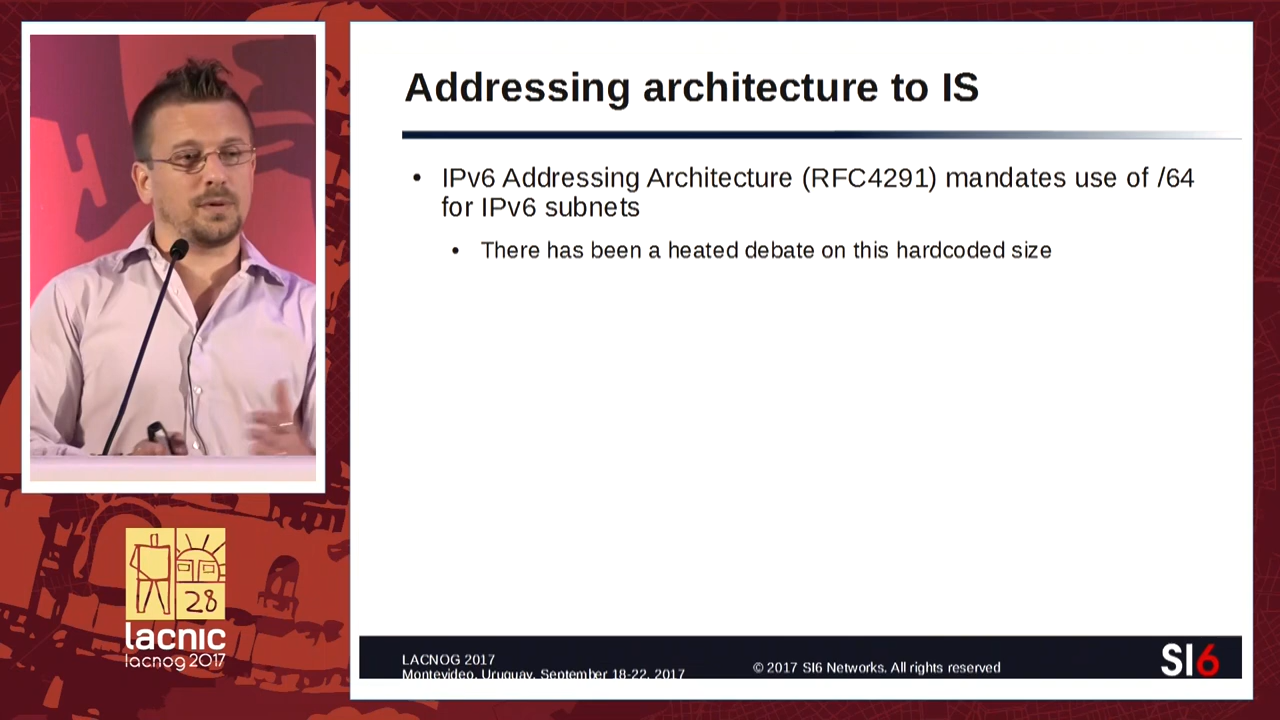 Addressing architecture to IS
• IPv6 Addressing Architecture (RFC4291) mandates use of /64
for IPv6 subnets
• There has been a heated debate on this hardcoded size
LACNOG 2017
Montevideo, Uruguay, September 18-22, 2017
© 2017 SI6 Networks. All rights reserved
SI6
28
lacnic
lacnog 2017